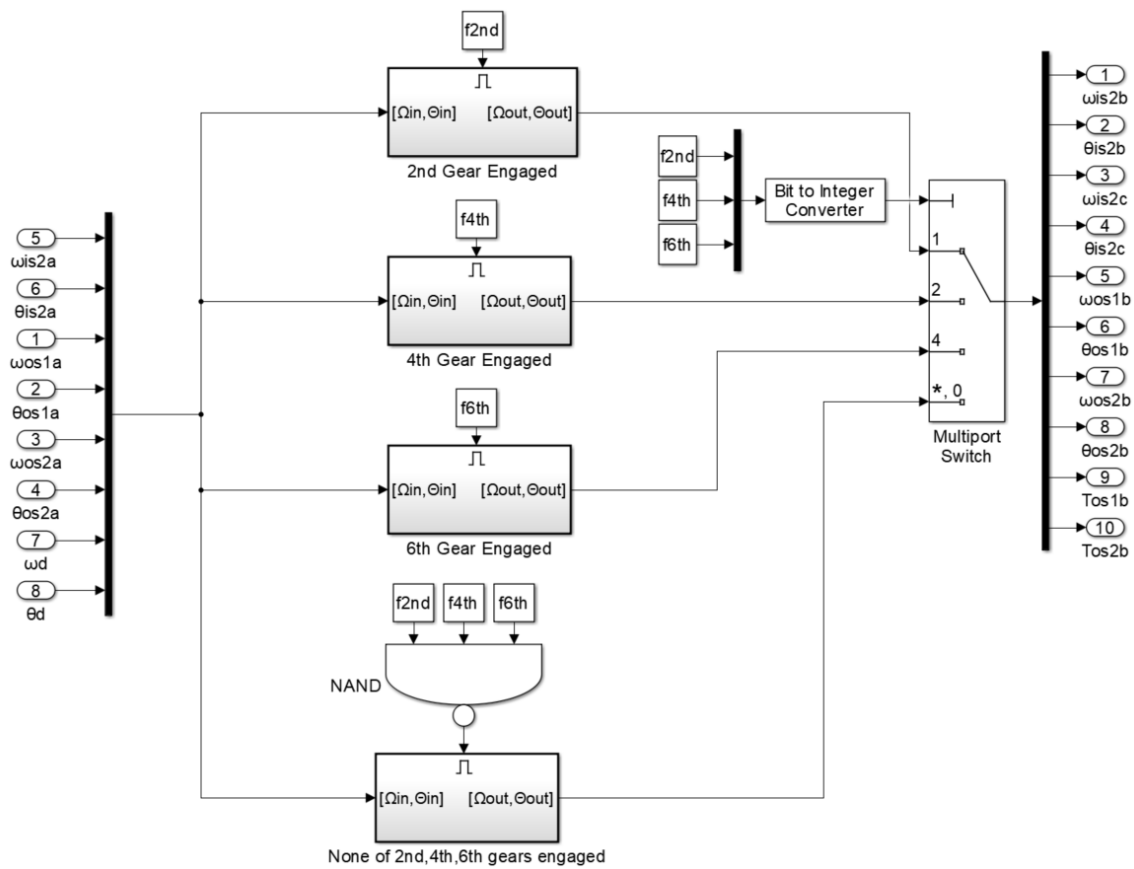 f2nd
[Ωin,Θin]
[Ωout,Θout]
2nd Gear Engaged
f4th
[Ωin,Θin]
[Ωout,Θout]
4th Gear Engaged
f6th
[Ωin,Θin]
[Ωout,Θout]
6th Gear Engaged
f2nd
f4th
f6th
NAND
[Ωin,Θin]
[Ωout,Θout]
None of 2nd,4th,6th gears engaged
5
ωis2a
6
θis2a
1
ωos1a
2
θos1a
3
ωos2a
4
θos2a
7
ωd
8
θd
f2nd
f4th
f6th
Bit to Integer
Converter
1
2
4
*, 0
Multiport
Switch
1
ωis2b
2
θis2b
3
ωis2c
4
θis2c
5
ωos1b
6
θos1b
7
ωos2b
8
θos2b
9
Tos1b
10
Tos2b